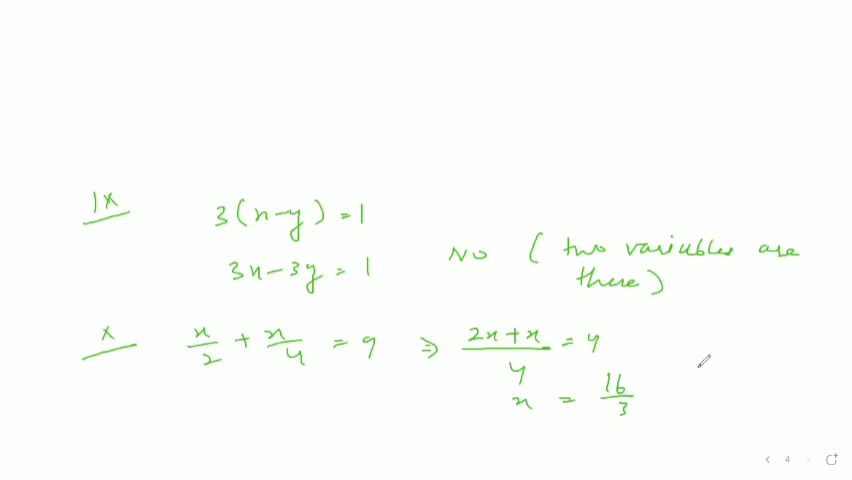 IX 3(x-y) = 1
3x-3y = 1 NO (two variables are there)
X x/2 + x/4 = 9 ⇒ (2x+x)/4 = 4
x = 16/3
4